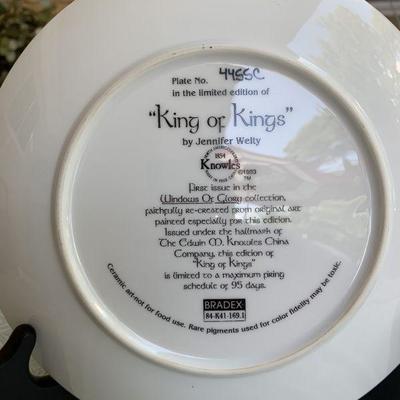 Plate No. 4455C
in the limited edition of
"King of Kings"
by Jennifer Welty
1854
Knowles
©1993
TM
First issue in the
Windows Of Glory collection,
faithfully re-created from original art
painted especially for this edition.
Issued under the hallmark of
The Edwin M. Knowles China
Company, this edition of
"King of Kings"
is limited to a maximum firing
schedule of 95 days.
BRADEX
84-K41-169.1
Ceramic art-not for food use. Rare pigments used for color fidelity may be toxic.